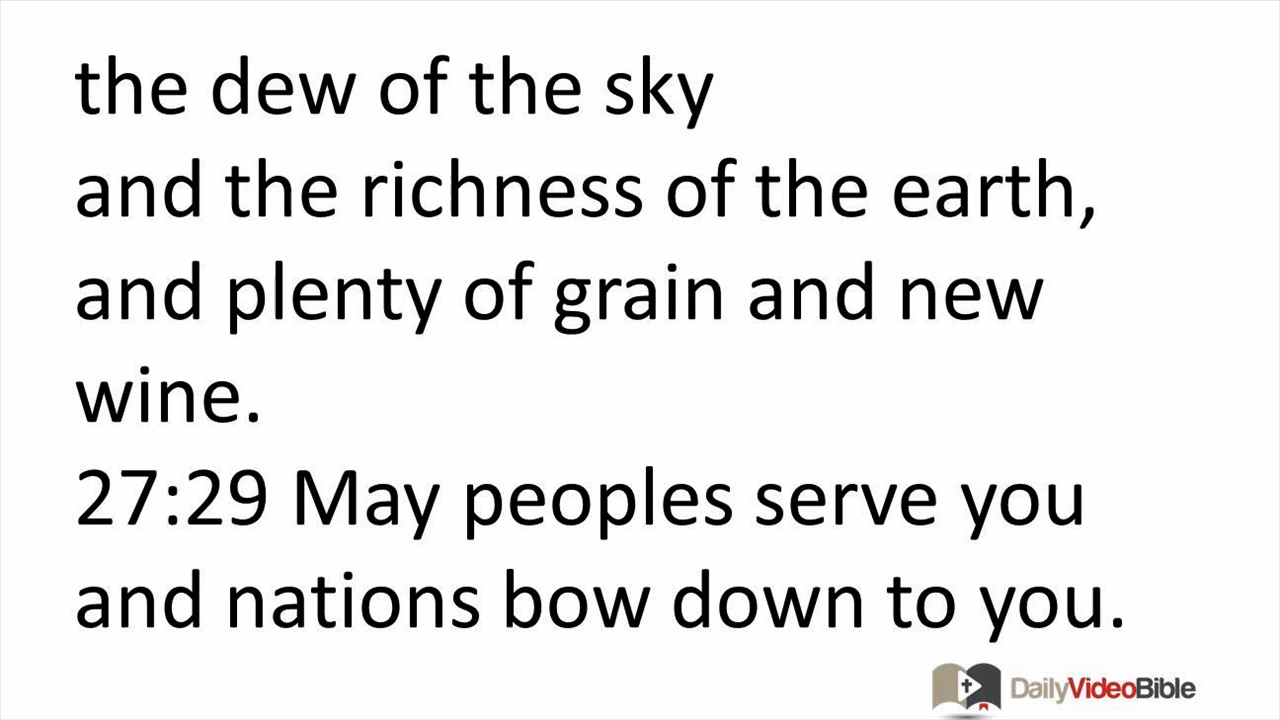 the dew of the sky
and the richness of the earth,
and plenty of grain and new
wine.
27:29 May peoples serve you
and nations bow down to you.
DailyVideoBible